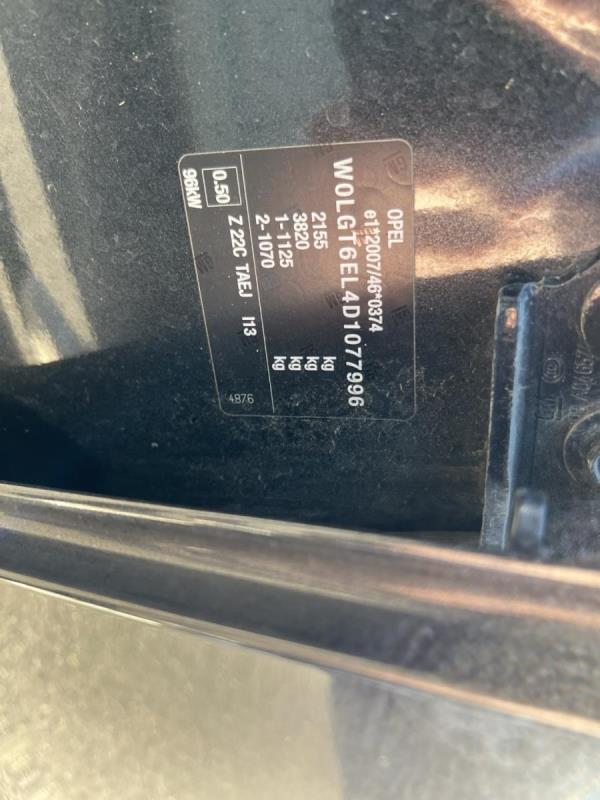 OPEL
e1*2007/46*0374
W0LGT6EL4D1077996
2155 kg
3820 kg
1-1125 kg
2-1070 kg
Z 22C TAEJ I13
0.50
96kW
4876